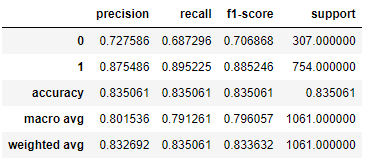 precision recall f1-score support
0 0.727586 0.687296 0.706868 307.000000
1 0.875486 0.895225 0.885246 754.000000
accuracy 0.835061 0.835061 0.835061 0.835061
macro avg 0.801536 0.791261 0.796057 1061.000000
weighted avg 0.832692 0.835061 0.833632 1061.000000